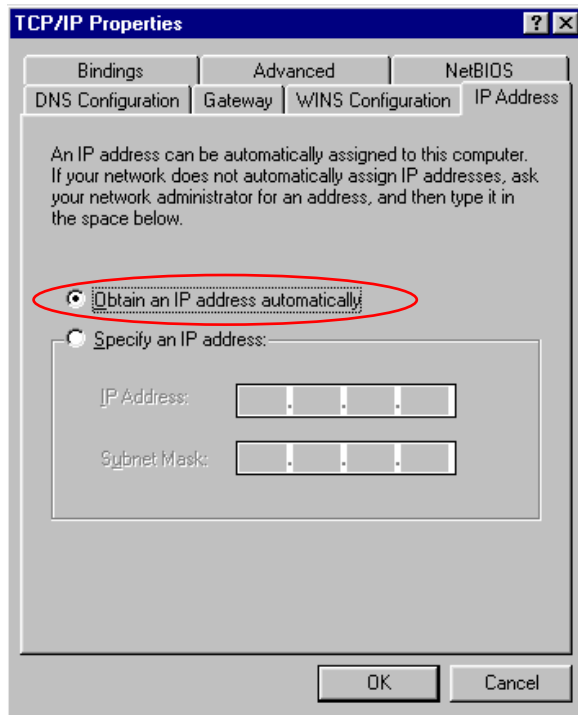 TCP/IP Properties
Bindings
Advanced
NetBIOS
DNS Configuration
Gateway
WINS Configuration
IP Address
An IP address can be automatically assigned to this computer.
If your network does not automatically assign IP addresses, ask
your network administrator for an address, and then type it in
the space below.
Obtain an IP address automatically
Specify an IP address:
IP Address:
Subnet Mask:
OK
Cancel